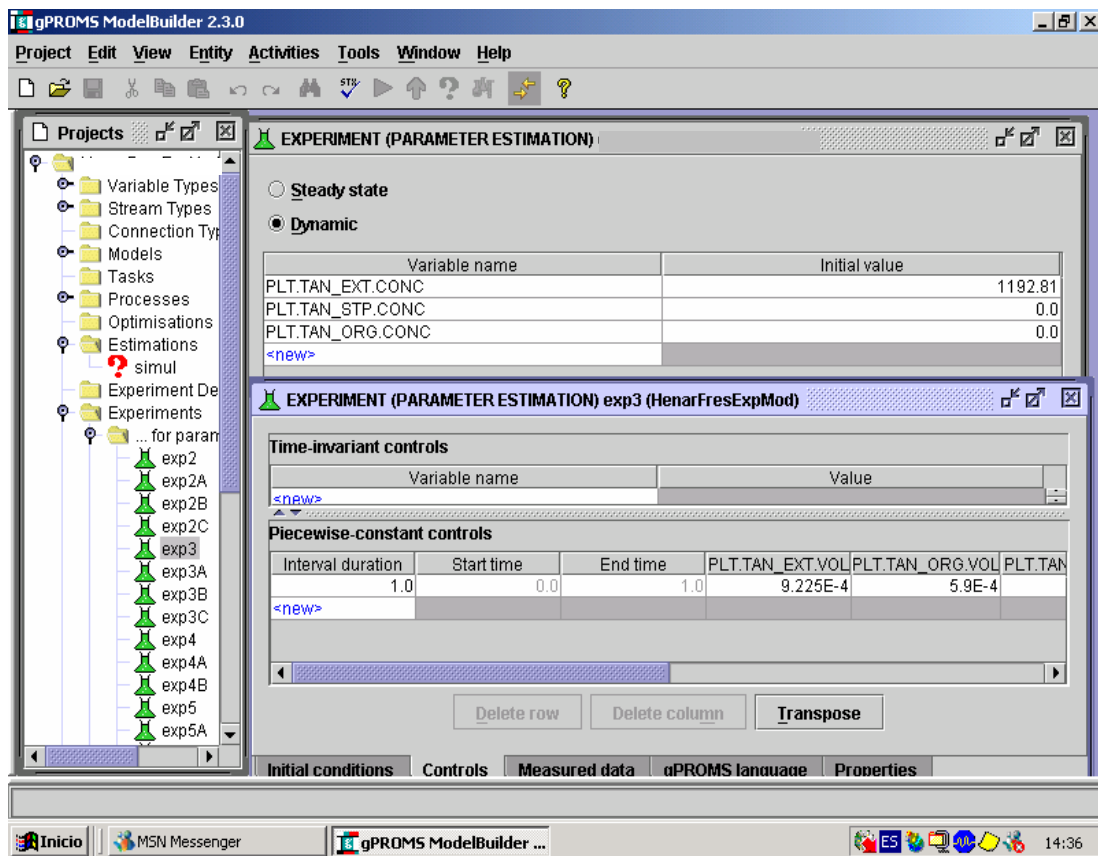 gPROMS ModelBuilder 2.3.0
Project Edit View Entity Activities Tools Window Help
STX
Projects
Variable Types
Stream Types
Connection Typ
Models
Tasks
Processes
Optimisations
Estimations
simul
Experiment De
Experiments
... for param
exp2
exp2A
exp2B
exp2C
exp3
exp3A
exp3B
exp3C
exp4
exp4A
exp4B
exp5
exp5A
EXPERIMENT (PARAMETER ESTIMATION)
Steady state
Dynamic
Variable name Initial value
PLT.TAN_EXT.CONC 1192.81
PLT.TAN_STP.CONC 0.0
PLT.TAN_ORG.CONC 0.0
<new>
EXPERIMENT (PARAMETER ESTIMATION) exp3 (HenarFresExpMod)
Time-invariant controls
Variable name Value
<new>
Piecewise-constant controls
Interval duration Start time End time PLT.TAN_EXT.VOL PLT.TAN_ORG.VOL PLT.TAN
1.0 0.0 1.0 9.225E-4 5.9E-4
<new>
Delete row Delete column Transpose
Initial conditions Controls Measured data gPROMS language Properties
Inicio MSN Messenger gPROMS ModelBuilder ... ES 14:36